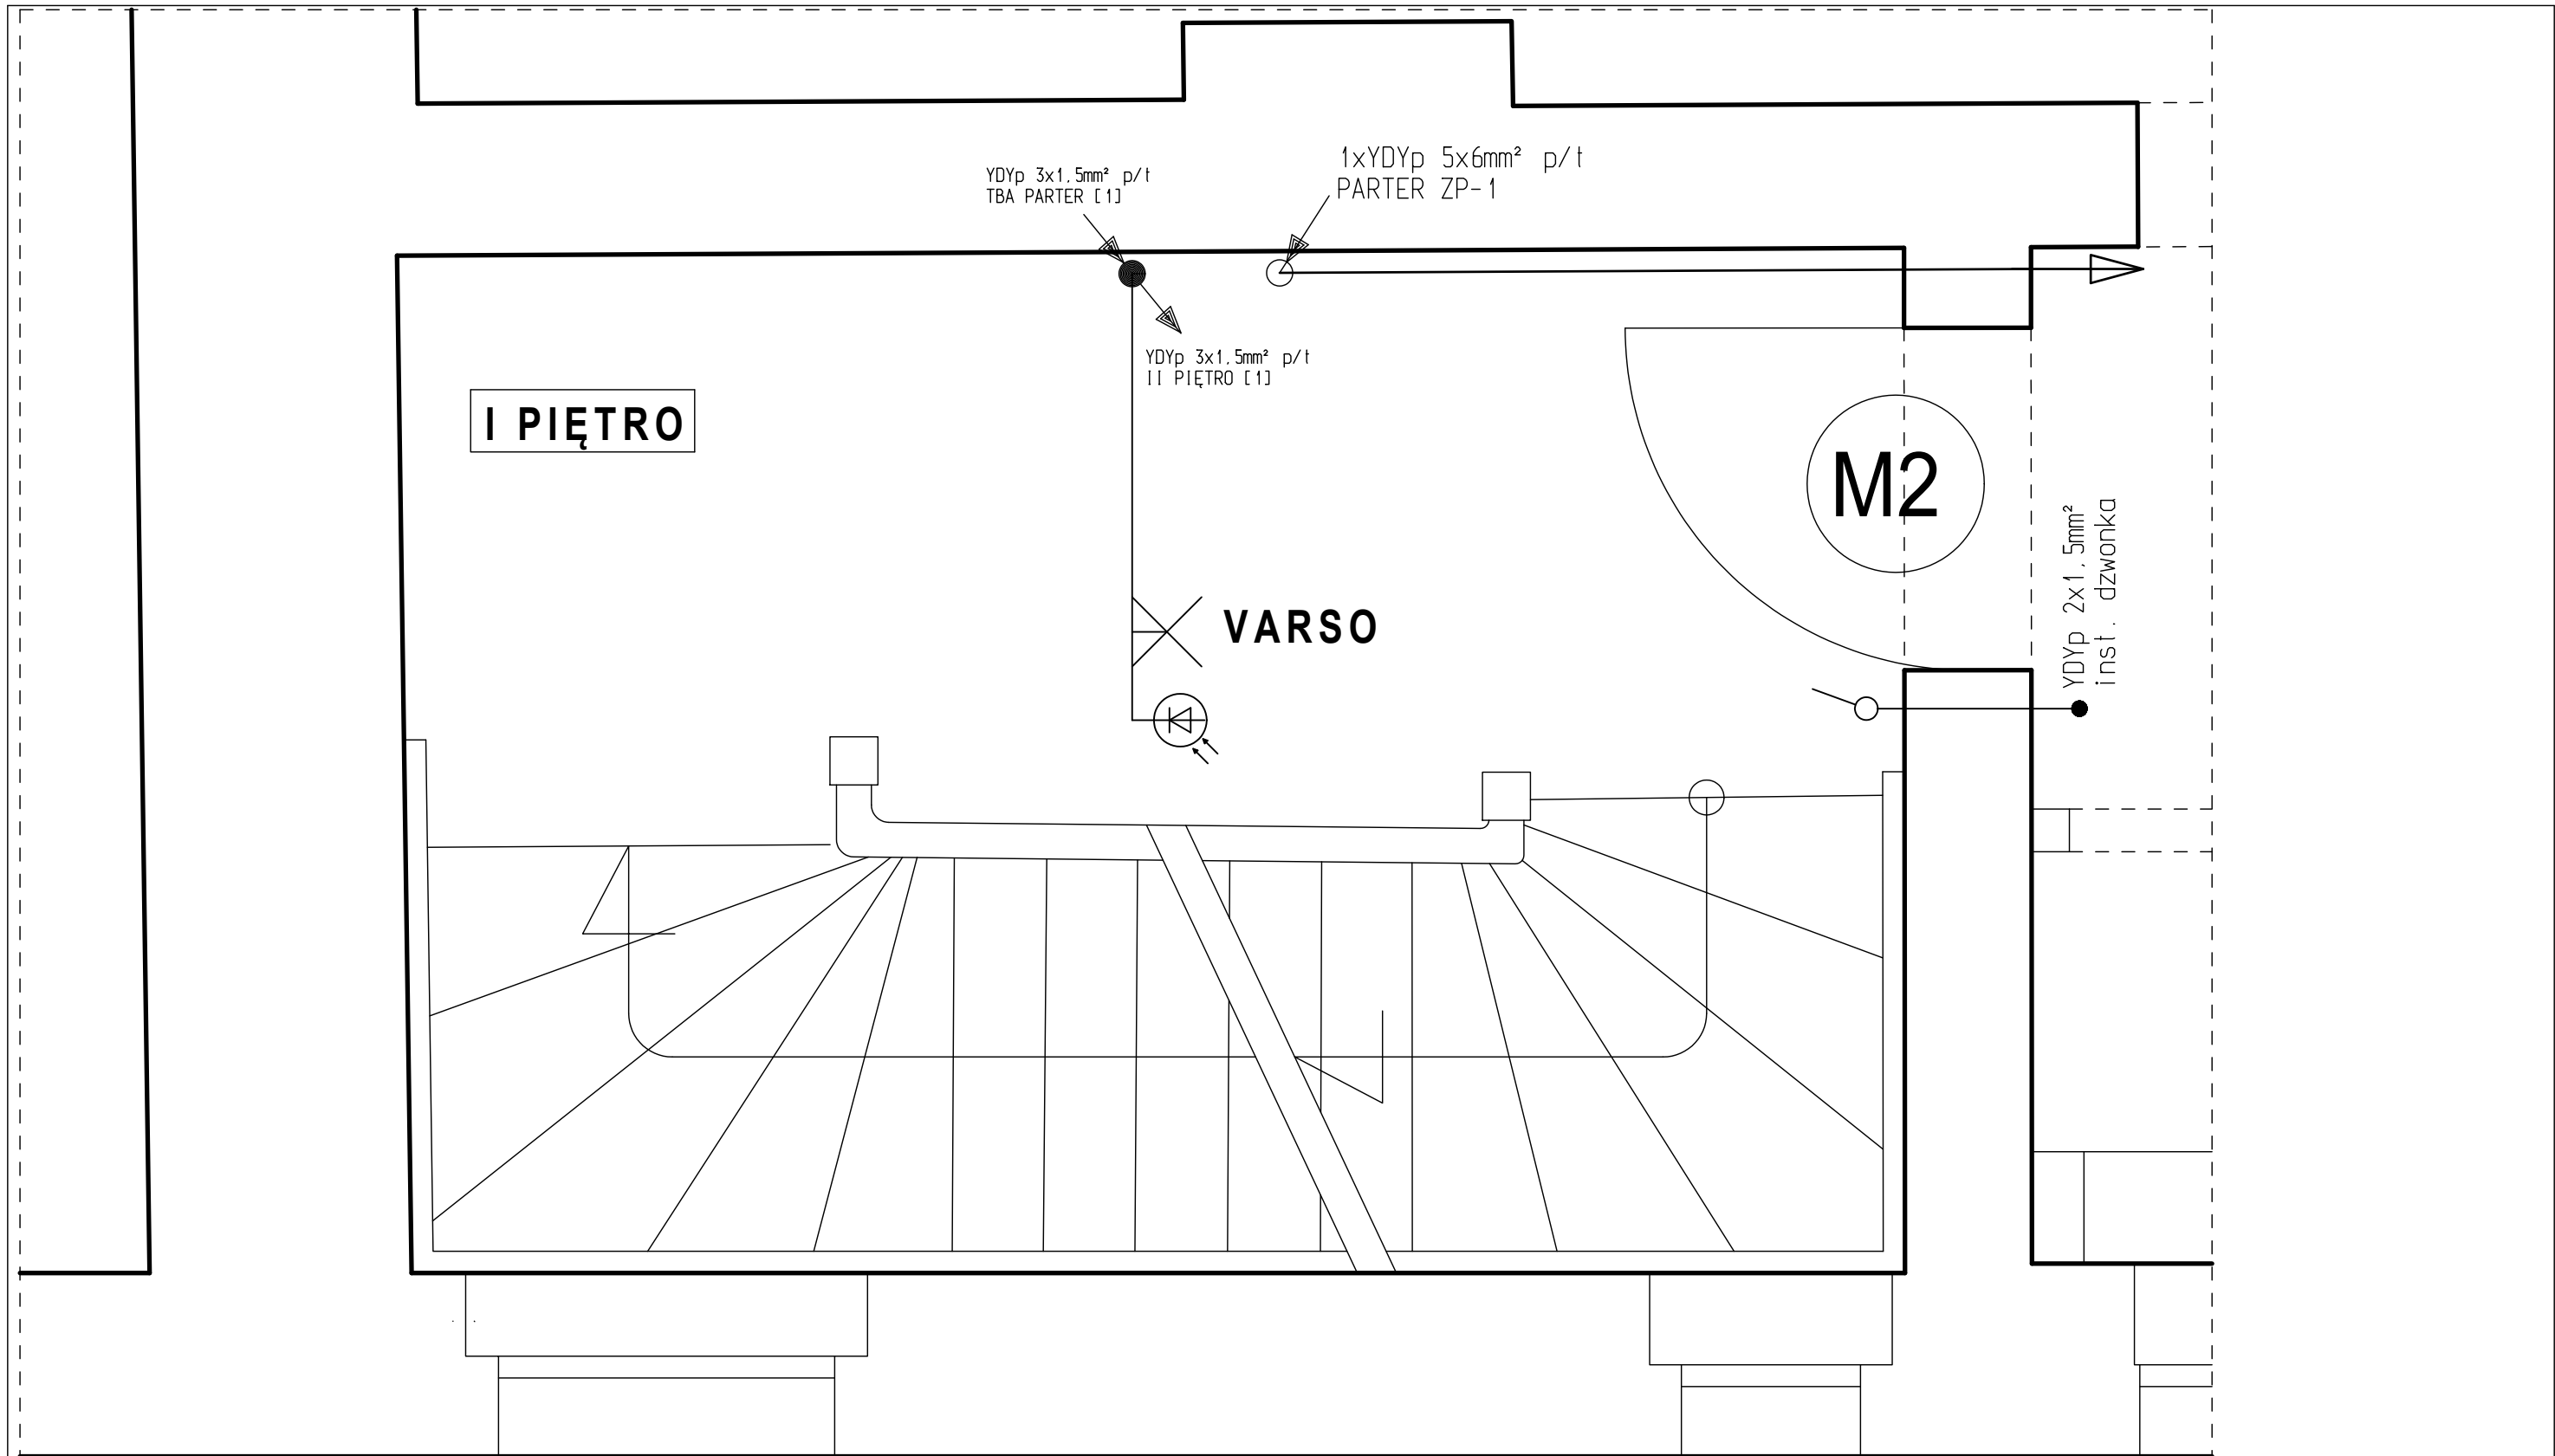 1xYDYp 5x6mm² p/t
PARTER ZP-1
YDYp 3x1,5mm² p/t
TBA PARTER [1]
YDYp 3x1,5mm² p/t
II PIĘTRO [1]
I PIĘTRO
M2
VARSO
YDYp 2x1,5mm²
inst. dzwonka